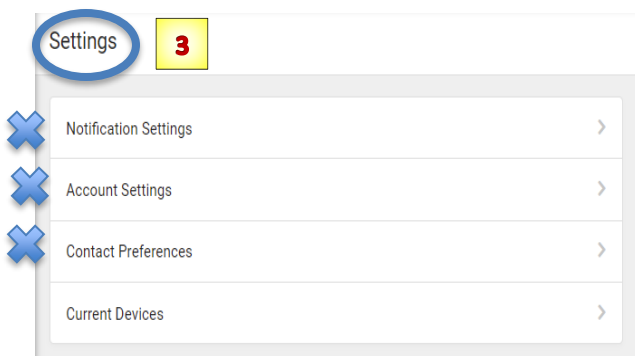 Settings
3
Notification Settings
Account Settings
Contact Preferences
Current Devices